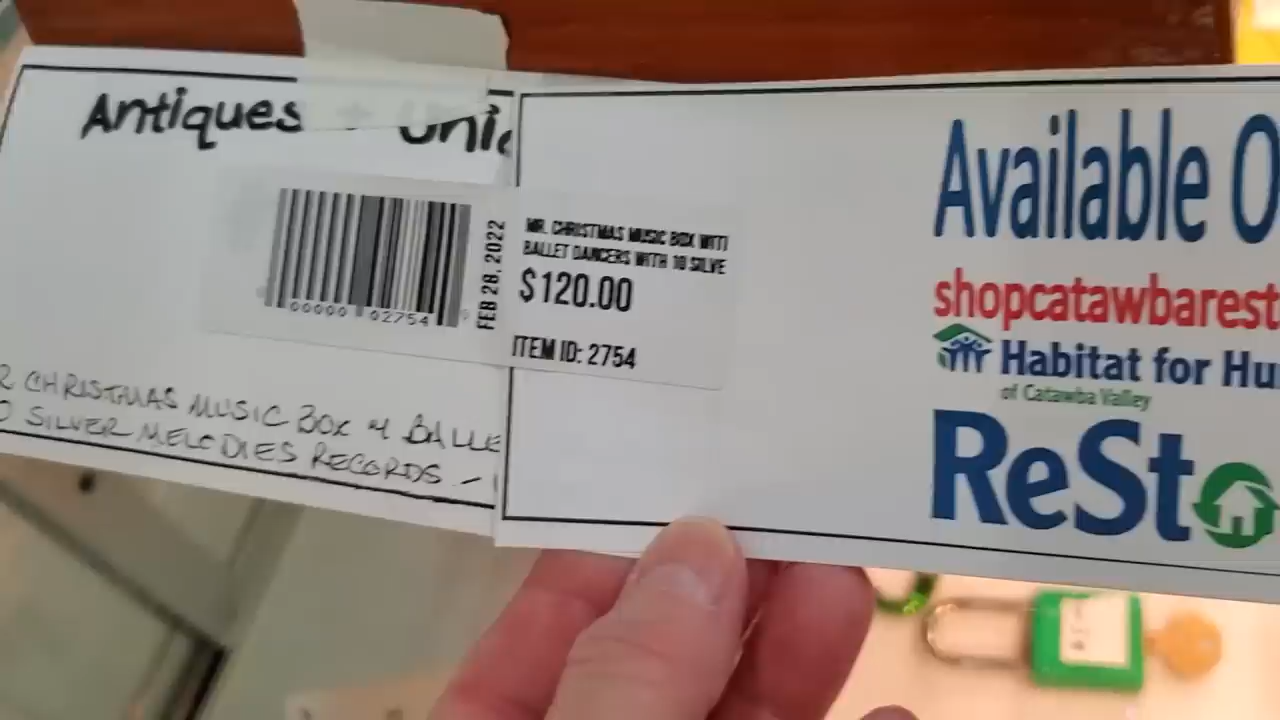 Antiques + Uni
FEB 28, 2022
MR. CHRISTMAS MUSIC BOX WITH
BALLET DANCERS WITH 10 SILVE
$120.00
00000 02754
ITEM ID: 2754
R CHRISTMAS MUSIC BOX
0 SILVER MELODIES RECORDS -
Available O
shopcatawbarest
Habitat for Hu
of Catawba Valley
ReSt